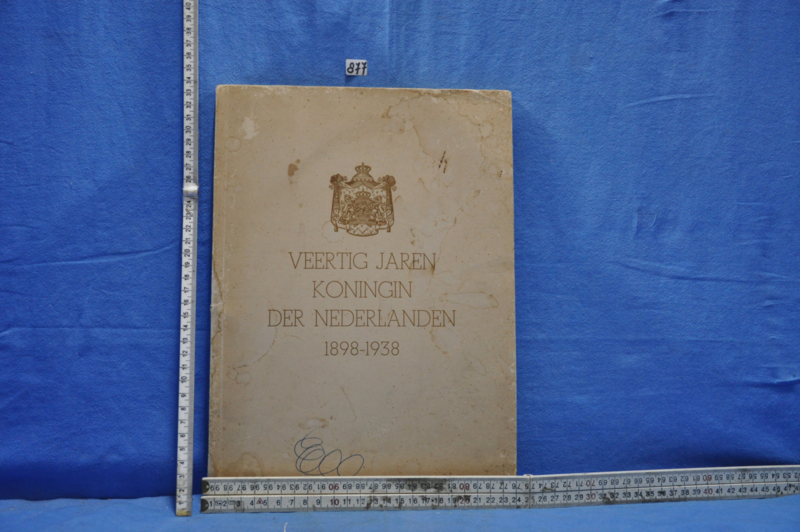 877
VEERTIG JAREN
KONINGIN
DER NEDERLANDEN
1898-1938